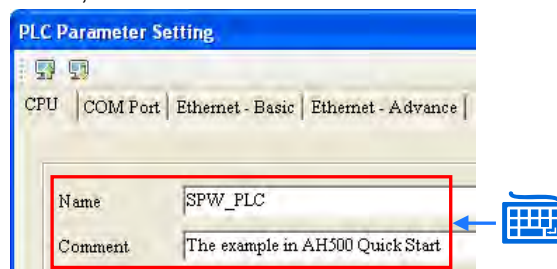 PLC Parameter Setting
CPU COM Port Ethernet - Basic Ethernet - Advance
Name SPW_PLC
Comment The example in AH500 Quick Start